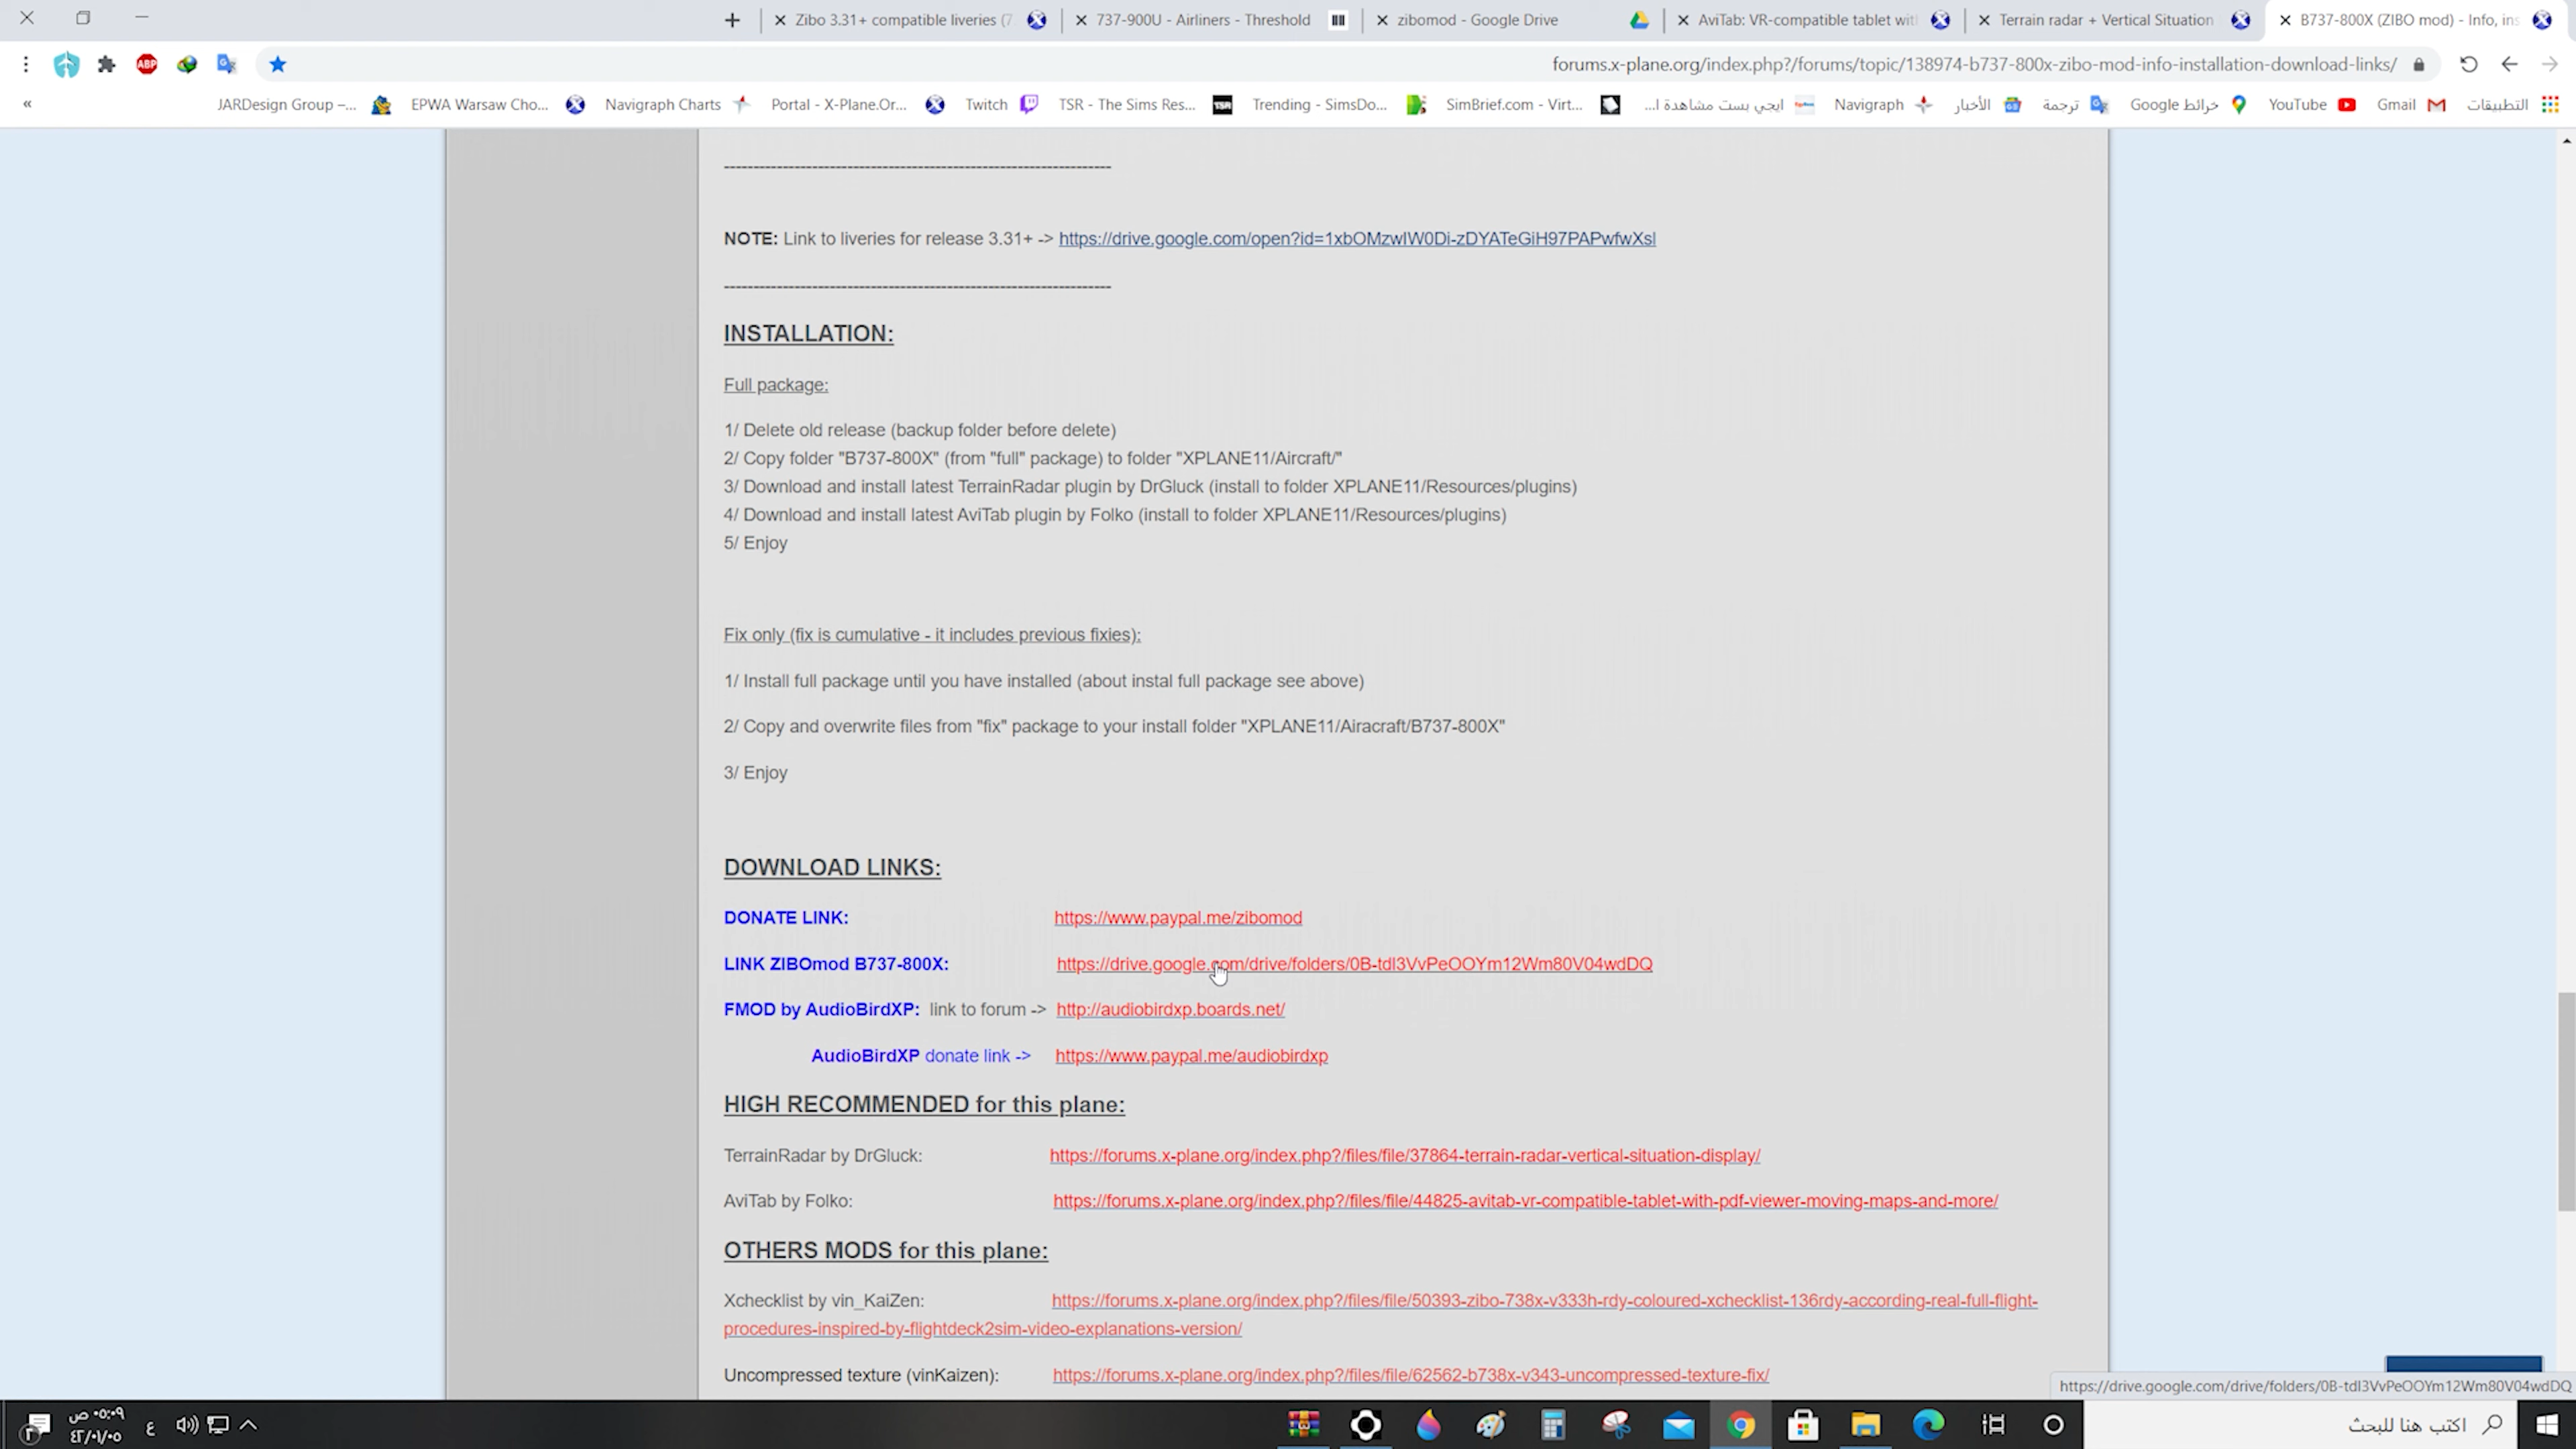 Zibo 3.31+ compatible liveries (7
737-900U - Airliners - Threshold
zibomod - Google Drive
AviTab: VR-compatible tablet wit
Terrain radar + Vertical Situation
B737-800X (ZIBO mod) - Info, ins
forums.x-plane.org/index.php?/forums/topic/138974-b737-800x-zibo-mod-info-installation-download-links/
ABP
« JARDesign Group –... EPWA Warsaw Cho... Navigraph Charts Portal - X-Plane.Or... Twitch TSR - The Sims Res... TSR Trending - SimsDo... SimBrief.com - Virt... ايجي بست مشاهدة ا... Navigraph الأخبار ترجمة خرائط Google YouTube Gmail التطبيقات
------------------------------------------------------------------
NOTE: Link to liveries for release 3.31+ -> https://drive.google.com/open?id=1xbOMzwIW0Di-zDYATeGiH97PAPwfwXsl
------------------------------------------------------------------
INSTALLATION:
Full package:
1/ Delete old release (backup folder before delete)
2/ Copy folder "B737-800X" (from "full" package) to folder "XPLANE11/Aircraft/"
3/ Download and install latest TerrainRadar plugin by DrGluck (install to folder XPLANE11/Resources/plugins)
4/ Download and install latest AviTab plugin by Folko (install to folder XPLANE11/Resources/plugins)
5/ Enjoy
Fix only (fix is cumulative - it includes previous fixies):
1/ Install full package until you have installed (about instal full package see above)
2/ Copy and overwrite files from "fix" package to your install folder "XPLANE11/Airacraft/B737-800X"
3/ Enjoy
DOWNLOAD LINKS:
DONATE LINK: https://www.paypal.me/zibomod
LINK ZIBOmod B737-800X: https://drive.google.com/drive/folders/0B-tdI3VvPeOOYm12Wm80V04wdDQ
FMOD by AudioBirdXP: link to forum -> http://audiobirdxp.boards.net/
AudioBirdXP donate link -> https://www.paypal.me/audiobirdxp
HIGH RECOMMENDED for this plane:
TerrainRadar by DrGluck: https://forums.x-plane.org/index.php?/files/file/37864-terrain-radar-vertical-situation-display/
AviTab by Folko: https://forums.x-plane.org/index.php?/files/file/44825-avitab-vr-compatible-tablet-with-pdf-viewer-moving-maps-and-more/
OTHERS MODS for this plane:
Xchecklist by vin_KaiZen: https://forums.x-plane.org/index.php?/files/file/50393-zibo-738x-v333h-rdy-coloured-xchecklist-136rdy-according-real-full-flight-
procedures-inspired-by-flightdeck2sim-video-explanations-version/
Uncompressed texture (vinKaizen): https://forums.x-plane.org/index.php?/files/file/62562-b738x-v343-uncompressed-texture-fix/
https://drive.google.com/drive/folders/0B-tdI3VvPeOOYm12Wm80V04wdDQ
٠٥:٠٩ ص
٤٢/٠١/٠٥
ع
اكتب هنا للبحث